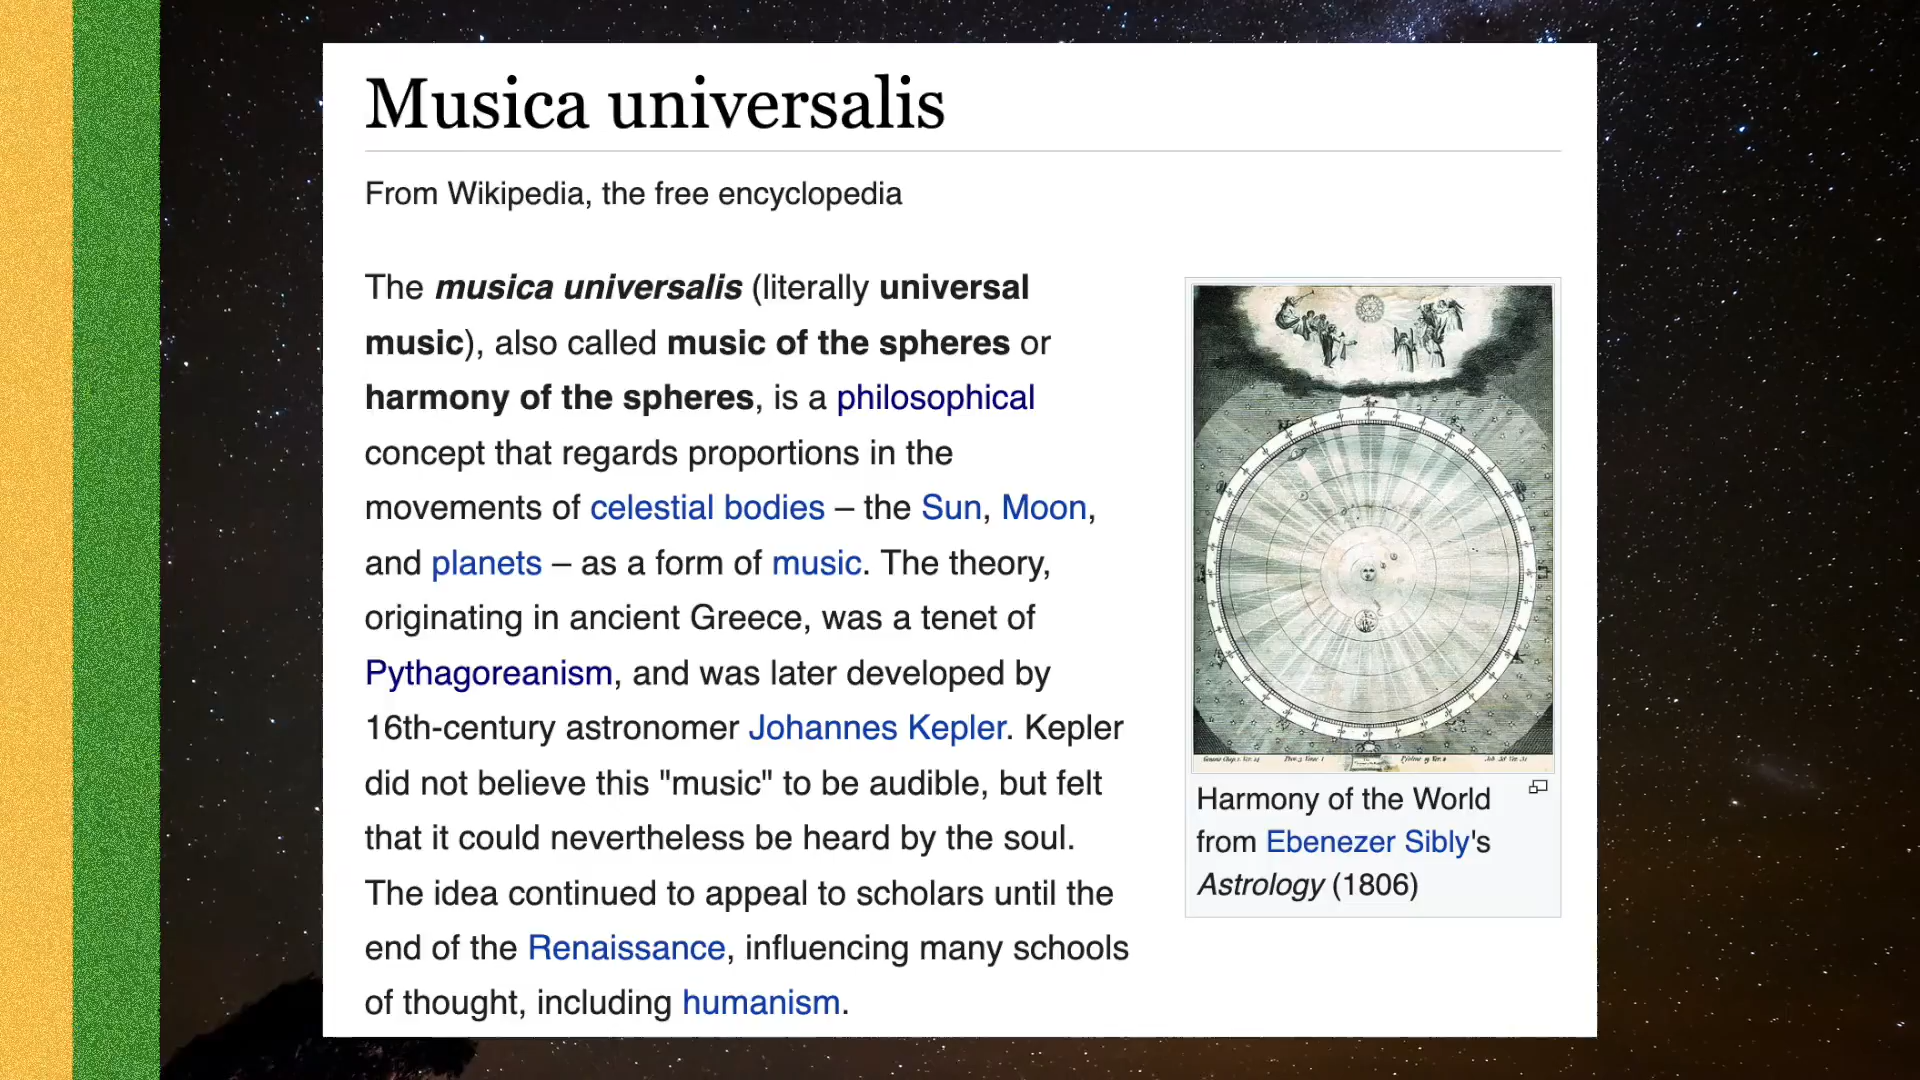 Musica universalis
From Wikipedia, the free encyclopedia
The musica universalis (literally universal
music), also called music of the spheres or
harmony of the spheres, is a philosophical
concept that regards proportions in the
movements of celestial bodies – the Sun, Moon,
and planets – as a form of music. The theory,
originating in ancient Greece, was a tenet of
Pythagoreanism, and was later developed by
16th-century astronomer Johannes Kepler. Kepler
did not believe this "music" to be audible, but felt
that it could nevertheless be heard by the soul.
The idea continued to appeal to scholars until the
end of the Renaissance, influencing many schools
of thought, including humanism.
Harmony of the World
from Ebenezer Sibly's
Astrology (1806)